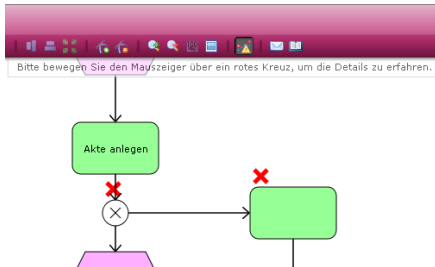 Bitte bewegen Sie den Mauszeiger über ein rotes Kreuz, um die Details zu erfahren.
Akte anlegen